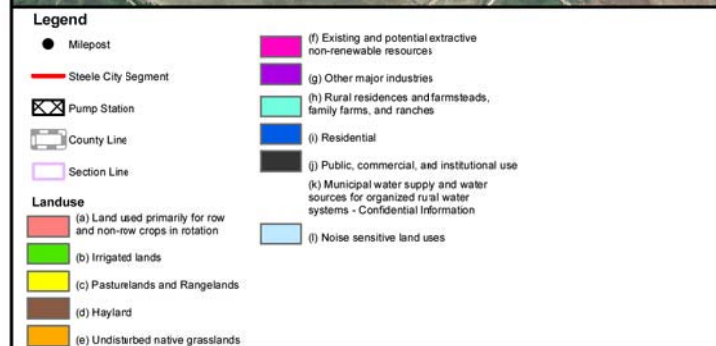 Legend
Milepost
Steele City Segment
Pump Station
County Line
Section Line
Landuse
(a) Land used primarily for row
and non-row crops in rotation
(b) Irrigated lands
(c) Pasturelands and Rangelands
(d) Haylard
(e) Undisturbed native grasslands
(f) Existing and potential extractive
non-renewable resources
(g) Other major industries
(h) Rural residences and farmsteads,
family farms, and ranches
(i) Residential
(j) Public, commercial, and institutional use
(k) Municipal water supply and water
sources for organized rural water
systems - Confidential Information
(l) Noise sensitive land uses